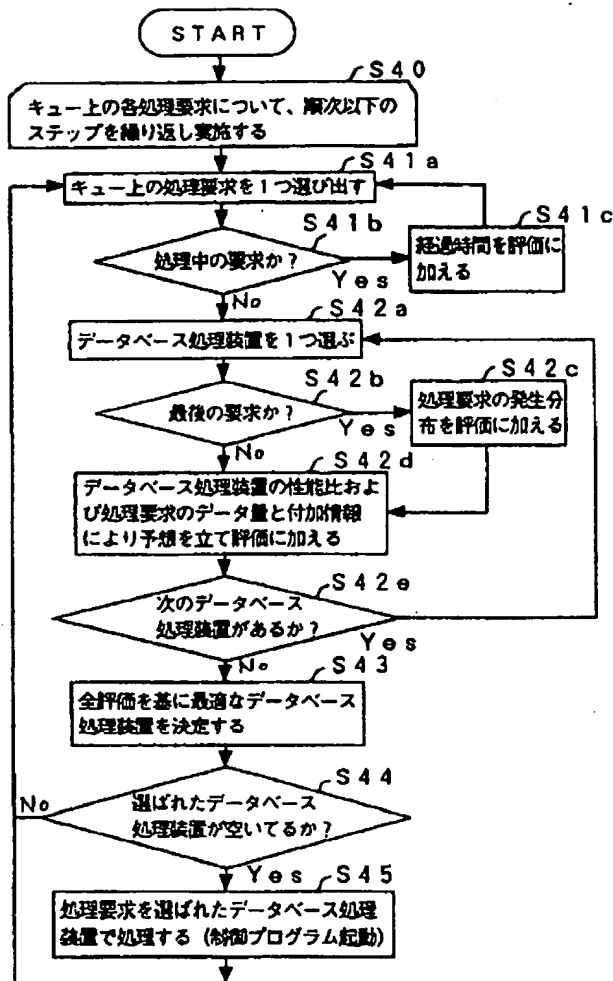 START
S40
キュー上の各処理要求について、順次以下の
ステップを繰り返し実施する
S41a
キュー上の処理要求を1つ選び出す
S41b
処理中の要求か?
Yes
S41c
経過時間を評価に
加える
No
S42a
データベース処理装置を1つ選ぶ
S42b
最後の要求か?
Yes
S42c
処理要求の発生分
布を評価に加える
No
S42d
データベース処理装置の性能比およ
び処理要求のデータ量と付加情報
により予想を立て評価に加える
S42e
次のデータベース
処理装置があるか?
Yes
No
S43
全評価を基に最適なデータベース
処理装置を決定する
S44
No
選ばれたデータベース
処理装置が空いてるか?
Yes
S45
処理要求を選ばれたデータベース処理
装置で処理する(制御プログラム起動)